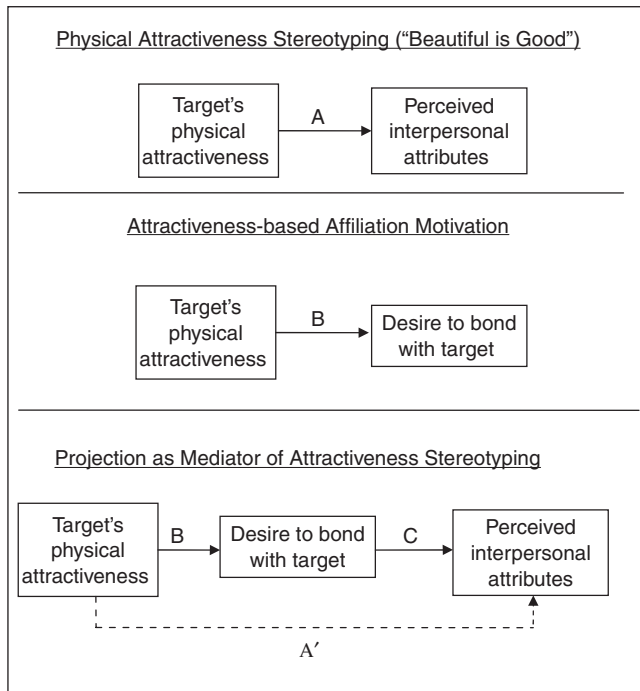 Physical Attractiveness Stereotyping (“Beautiful is Good”)
Target's
physical
attractiveness
A
Perceived
interpersonal
attributes
Attractiveness-based Affiliation Motivation
Target's
physical
attractiveness
B
Desire to bond
with target
Projection as Mediator of Attractiveness Stereotyping
Target's
physical
attractiveness
B
Desire to bond
with target
C
Perceived
interpersonal
attributes
A′